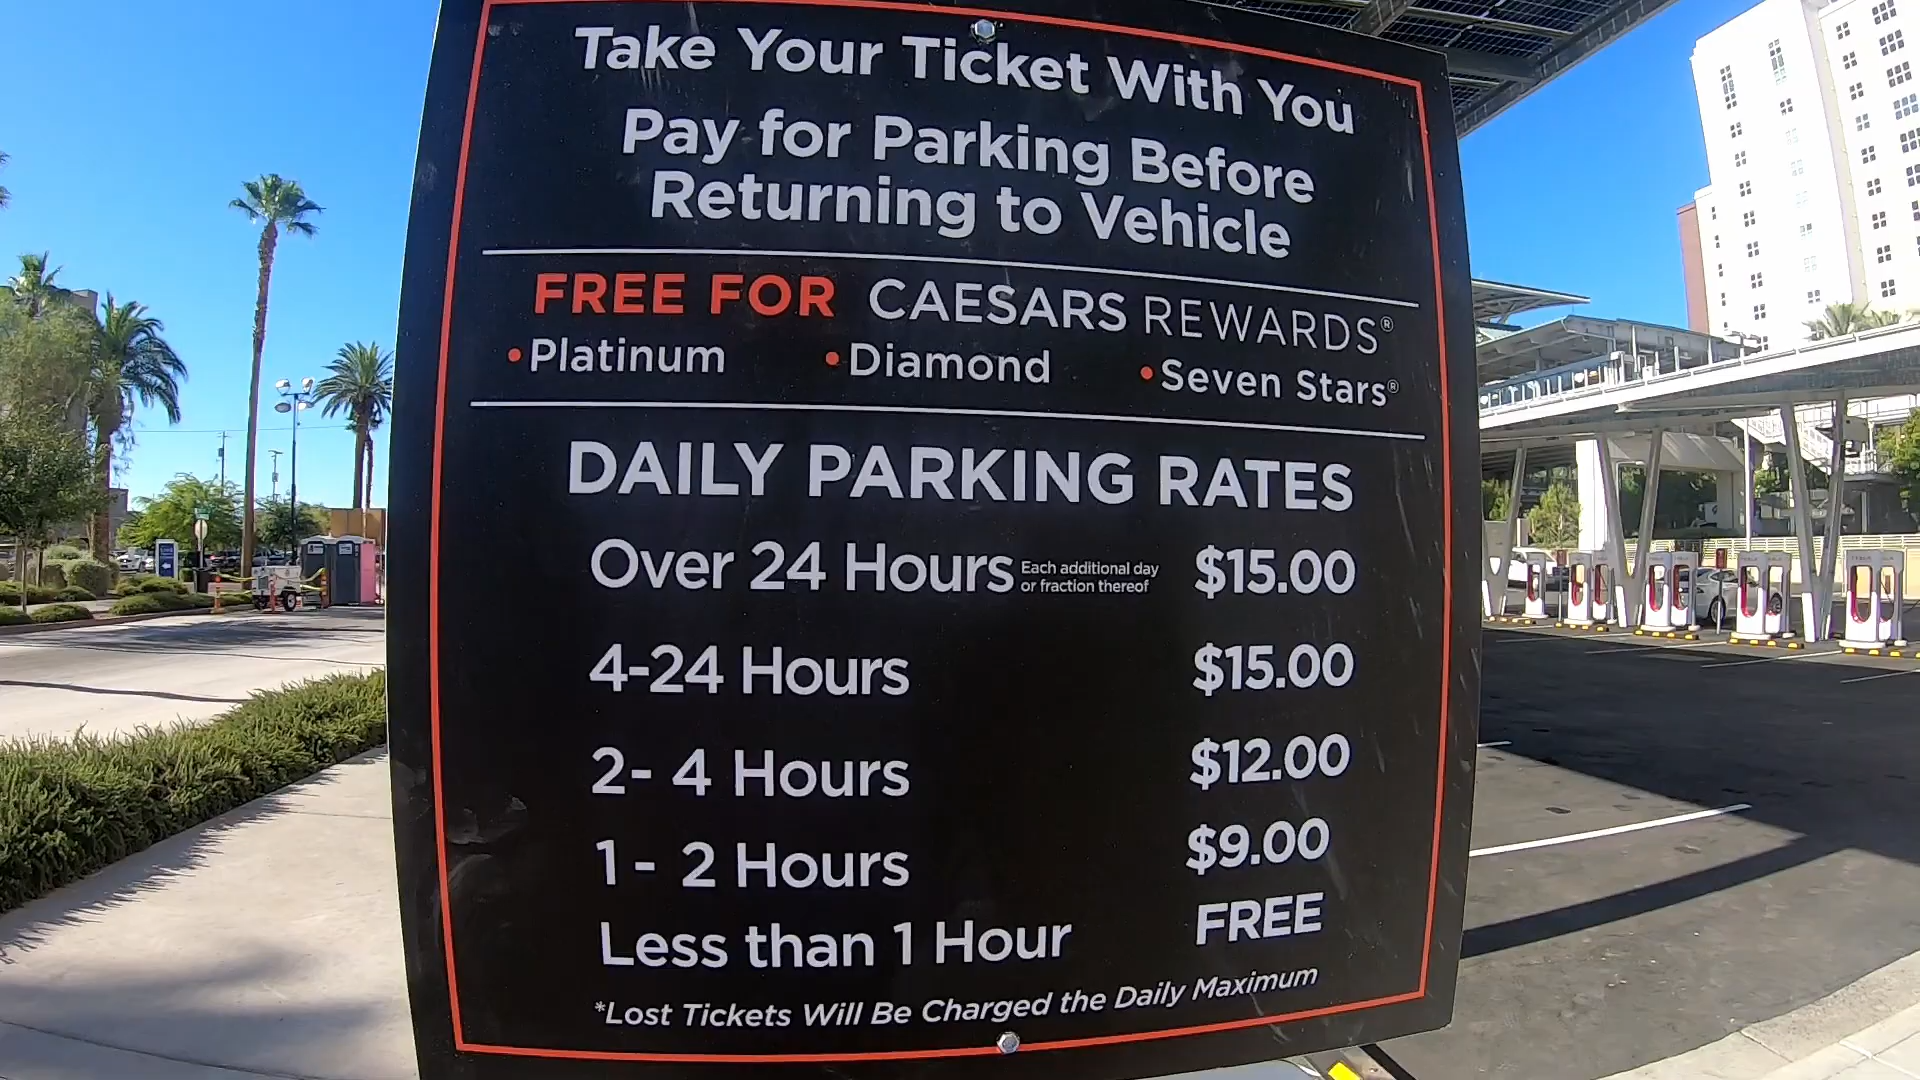 Take Your Ticket With You
Pay for Parking Before
Returning to Vehicle
FREE FOR CAESARS REWARDS®
•Platinum •Diamond •Seven Stars®
DAILY PARKING RATES
Over 24 Hours Each additional day or fraction thereof $15.00
4-24 Hours $15.00
2- 4 Hours $12.00
1- 2 Hours $9.00
Less than 1 Hour FREE
*Lost Tickets Will Be Charged the Daily Maximum